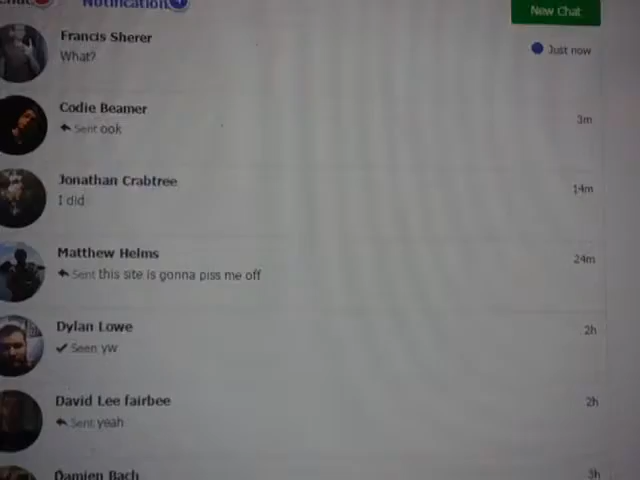 Chat
Notification
New Chat
Francis Sherer
What?
Just now
Codie Beamer
Sent ook
3m
Jonathan Crabtree
I did
14m
Matthew Helms
Sent this site is gonna piss me off
24m
Dylan Lowe
Seen yw
2h
David Lee fairbee
Sent yeah
2h
Damien Bach
3h